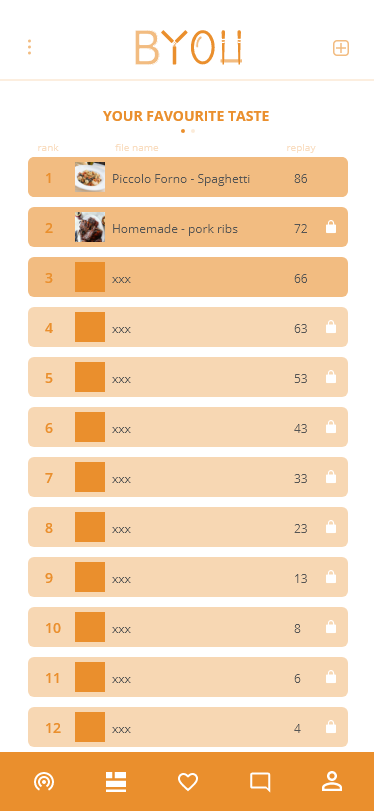 BYOU
YOUR FAVOURITE TASTE
rank file name replay
1 Piccolo Forno - Spaghetti 86
2 Homemade - pork ribs 72
3 xxx 66
4 xxx 63
5 xxx 53
6 xxx 43
7 xxx 33
8 xxx 23
9 xxx 13
10 xxx 8
11 xxx 6
12 xxx 4